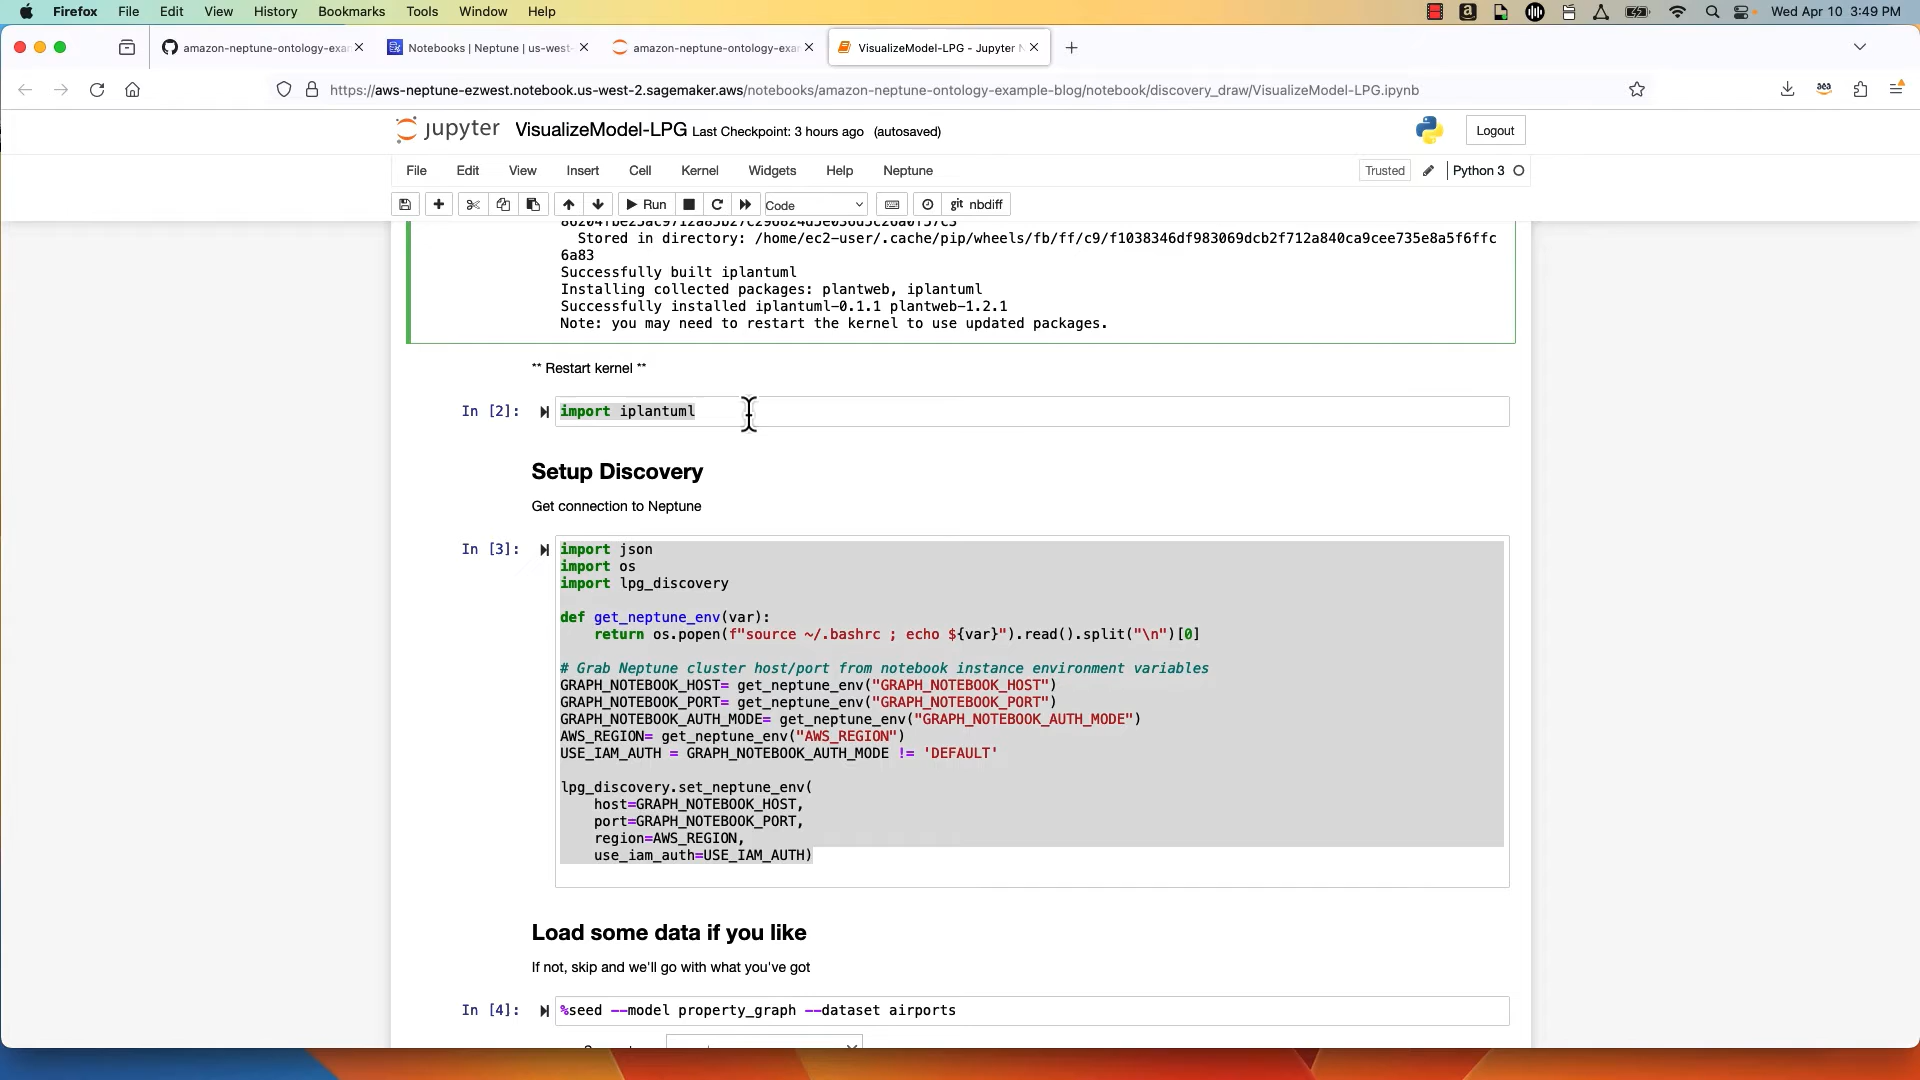 Firefox File Edit View History Bookmarks Tools Window Help Wed Apr 10 3:49 PM
amazon-neptune-ontology-exa Notebooks | Neptune | us-west- amazon-neptune-ontology-exa VisualizeModel-LPG - Jupyter N
https://aws-neptune-ezwest.notebook.us-west-2.sagemaker.aws/notebooks/amazon-neptune-ontology-example-blog/notebook/discovery_draw/VisualizeModel-LPG.ipynb
jupyter VisualizeModel-LPG Last Checkpoint: 3 hours ago (autosaved) Logout
File Edit View Insert Cell Kernel Widgets Help Neptune Trusted Python 3
Run Code git nbdiff
Stored in directory: /home/ec2-user/.cache/pip/wheels/fb/ff/c9/f1038346df983069dcb2f712a840ca9cee735e8a5f6ffc
6a83
Successfully built iplantuml
Installing collected packages: plantweb, iplantuml
Successfully installed iplantuml-0.1.1 plantweb-1.2.1
Note: you may need to restart the kernel to use updated packages.
** Restart kernel **
In [2]: import iplantuml
Setup Discovery
Get connection to Neptune
In [3]: import json
import os
import lpg_discovery
def get_neptune_env(var):
return os.popen(f"source ~/.bashrc ; echo ${var}").read().split("\n")[0]
# Grab Neptune cluster host/port from notebook instance environment variables
GRAPH_NOTEBOOK_HOST= get_neptune_env("GRAPH_NOTEBOOK_HOST")
GRAPH_NOTEBOOK_PORT= get_neptune_env("GRAPH_NOTEBOOK_PORT")
GRAPH_NOTEBOOK_AUTH_MODE= get_neptune_env("GRAPH_NOTEBOOK_AUTH_MODE")
AWS_REGION= get_neptune_env("AWS_REGION")
USE_IAM_AUTH = GRAPH_NOTEBOOK_AUTH_MODE != 'DEFAULT'
lpg_discovery.set_neptune_env(
host=GRAPH_NOTEBOOK_HOST,
port=GRAPH_NOTEBOOK_PORT,
region=AWS_REGION,
use_iam_auth=USE_IAM_AUTH)
Load some data if you like
If not, skip and we'll go with what you've got
In [4]: %seed --model property_graph --dataset airports